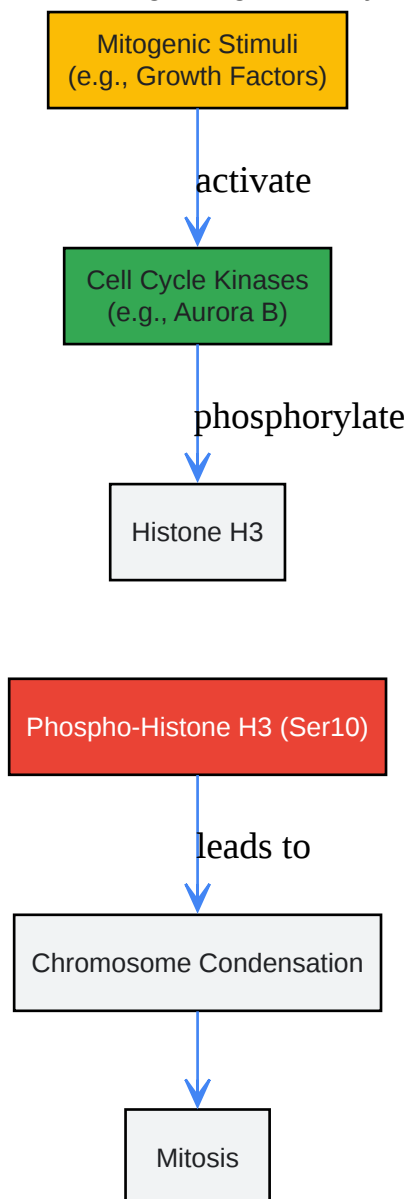 Mitogenic Stimuli
(e.g., Growth Factors)
activate
Cell Cycle Kinases
(e.g., Aurora B)
phosphorylate
Histone H3
Phospho-Histone H3 (Ser10)
leads to
Chromosome Condensation
Mitosis